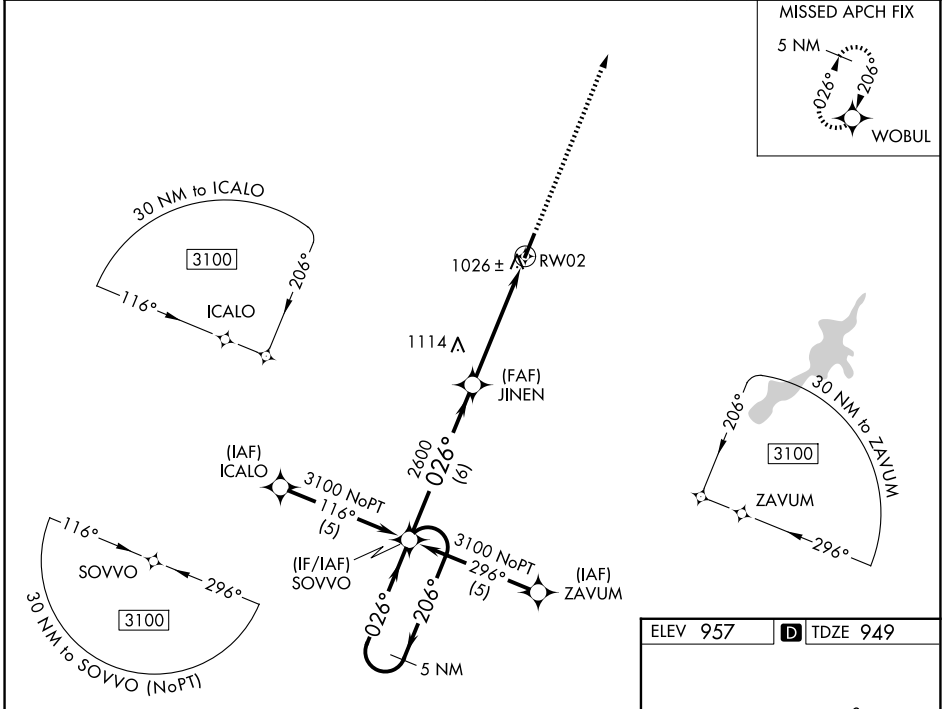 MISSED APCH FIX
5 NM
026°
206°
WOBUL
30 NM to ICALO
3100
206°
116°
ICALO
1026 ±
RW02
1114
(FAF)
JINEN
2600
026°
(6)
(IAF)
ICALO
3100 NoPT
116°
(5)
(IF/IAF)
SOVVO
3100 NoPT
296°
(5)
(IAF)
ZAVUM
026°
206°
5 NM
30 NM to ZAVUM
206°
3100
ZAVUM
296°
116°
SOVVO
296°
3100
30 NM to SOVVO (NoPT)
ELEV 957
D TDZE 949